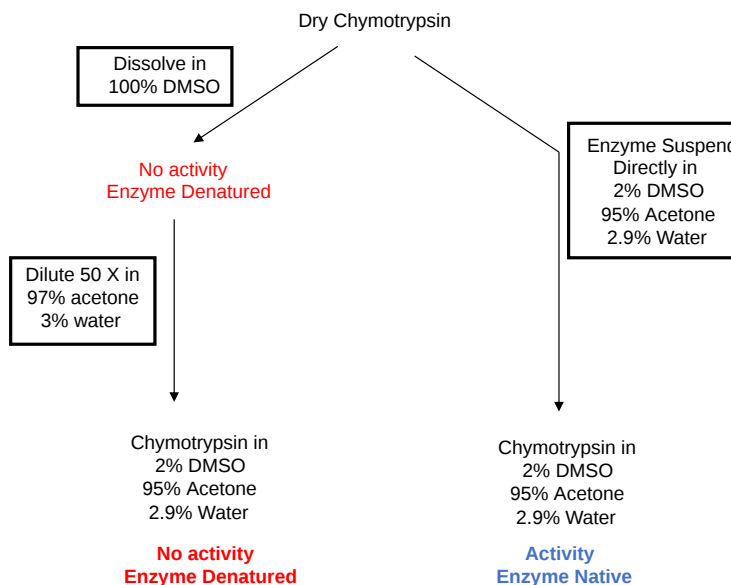 Dry Chymotrypsin
Dissolve in
100% DMSO
Enzyme Suspend
Directly in
2% DMSO
95% Acetone
2.9% Water
No activity
Enzyme Denatured
Dilute 50 X in
97% acetone
3% water
Chymotrypsin in
2% DMSO
95% Acetone
2.9% Water
No activity
Enzyme Denatured
Chymotrypsin in
2% DMSO
95% Acetone
2.9% Water
Activity
Enzyme Native